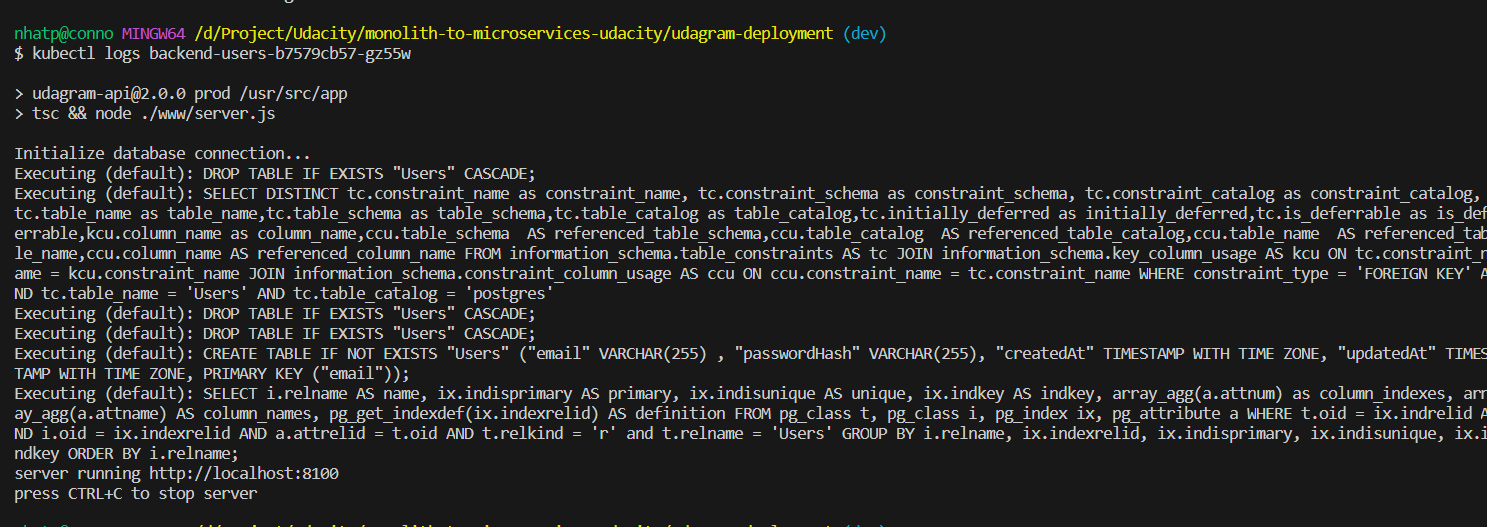 nhatp@conno MINGW64 /d/Project/Udacity/monolith-to-microservices-udacity/udagram-deployment (dev)
$ kubectl logs backend-users-b7579cb57-gz55w
> udagram-api@2.0.0 prod /usr/src/app
> tsc && node ./www/server.js
Initialize database connection...
Executing (default): DROP TABLE IF EXISTS "Users" CASCADE;
Executing (default): SELECT DISTINCT tc.constraint_name as constraint_name, tc.constraint_schema as constraint_schema, tc.constraint_catalog as constraint_catalog,
tc.table_name as table_name,tc.table_schema as table_schema,tc.table_catalog as table_catalog,tc.initially_deferred as initially_deferred,tc.is_deferrable as is_def
errable,kcu.column_name as column_name,ccu.table_schema  AS referenced_table_schema,ccu.table_catalog  AS referenced_table_catalog,ccu.table_name  AS referenced_tab
le_name,ccu.column_name AS referenced_column_name FROM information_schema.table_constraints AS tc JOIN information_schema.key_column_usage AS kcu ON tc.constraint_n
ame = kcu.constraint_name JOIN information_schema.constraint_column_usage AS ccu ON ccu.constraint_name = tc.constraint_name WHERE constraint_type = 'FOREIGN KEY' A
ND tc.table_name = 'Users' AND tc.table_catalog = 'postgres'
Executing (default): DROP TABLE IF EXISTS "Users" CASCADE;
Executing (default): DROP TABLE IF EXISTS "Users" CASCADE;
Executing (default): CREATE TABLE IF NOT EXISTS "Users" ("email" VARCHAR(255) , "passwordHash" VARCHAR(255), "createdAt" TIMESTAMP WITH TIME ZONE, "updatedAt" TIMES
TAMP WITH TIME ZONE, PRIMARY KEY ("email"));
Executing (default): SELECT i.relname AS name, ix.indisprimary AS primary, ix.indisunique AS unique, ix.indkey AS indkey, array_agg(a.attnum) as column_indexes, arr
ay_agg(a.attname) AS column_names, pg_get_indexdef(ix.indexrelid) AS definition FROM pg_class t, pg_class i, pg_index ix, pg_attribute a WHERE t.oid = ix.indrelid A
ND i.oid = ix.indexrelid AND a.attrelid = t.oid AND t.relkind = 'r' and t.relname = 'Users' GROUP BY i.relname, ix.indexrelid, ix.indisprimary, ix.indisunique, ix.i
ndkey ORDER BY i.relname;
server running http://localhost:8100
press CTRL+C to stop server